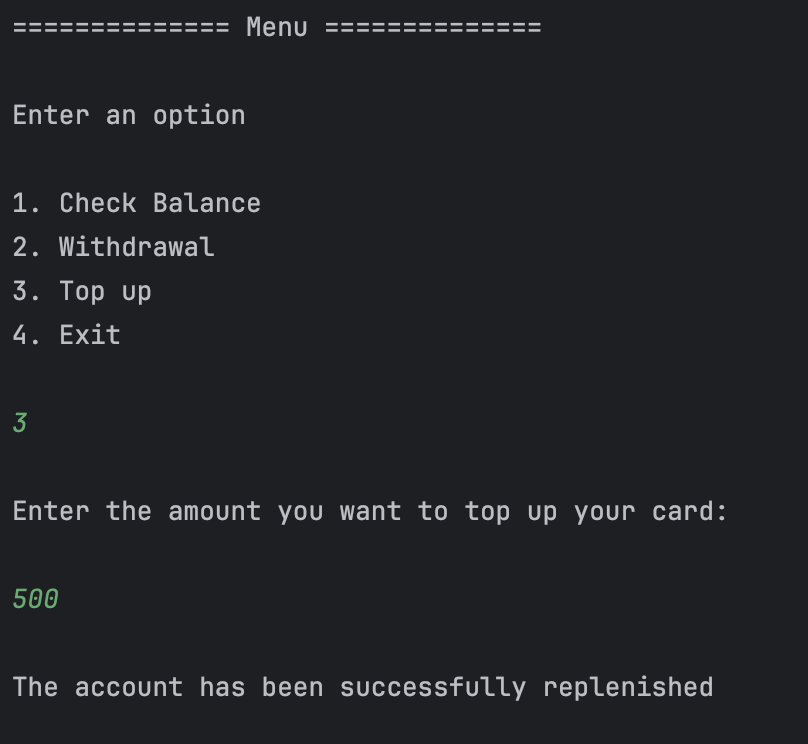 ============== Menu ==============
Enter an option
1. Check Balance
2. Withdrawal
3. Top up
4. Exit
3
Enter the amount you want to top up your card:
500
The account has been successfully replenished